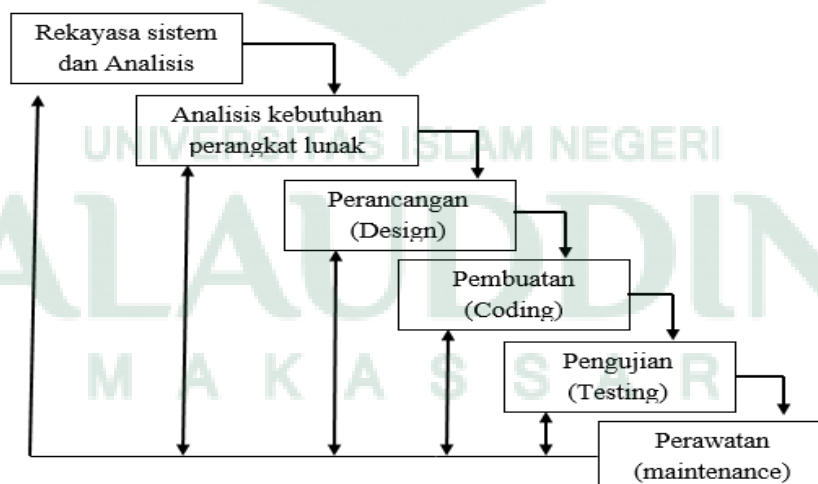 Rekayasa sistem
dan Analisis
Analisis kebutuhan
perangkat lunak
UNIVERSITAS ISLAM NEGERI
Perancangan
(Design)
ALAUDDIN
Pembuatan
(Coding)
MAKASSAR
Pengujian
(Testing)
Perawatan
(maintenance)